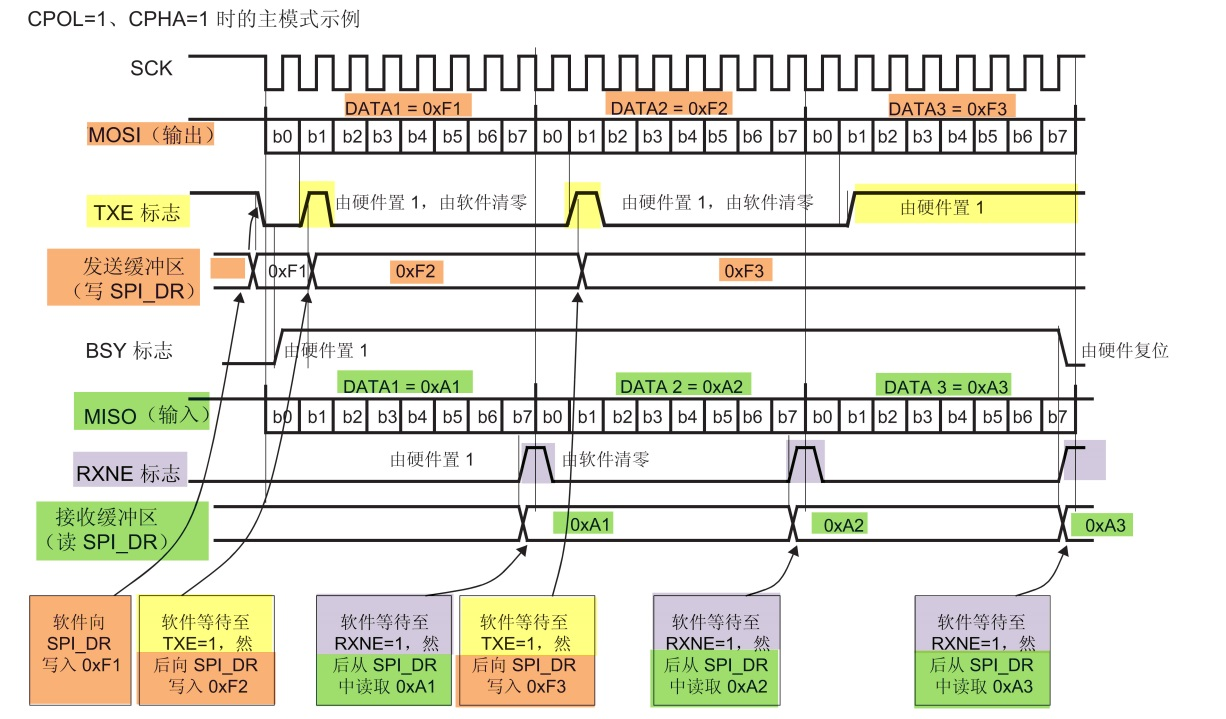 CPOL=1、CPHA=1 时的主模式示例
SCK
DATA1 = 0xF1 DATA2 = 0xF2 DATA3 = 0xF3
MOSI（输出） b0 b1 b2 b3 b4 b5 b6 b7 b0 b1 b2 b3 b4 b5 b6 b7 b0 b1 b2 b3 b4 b5 b6 b7
TXE 标志 由硬件置 1，由软件清零 由硬件置 1，由软件清零 由硬件置 1
发送缓冲区
（写 SPI_DR） 0xF1 0xF2 0xF3
BSY 标志 由硬件置 1 由硬件复位
DATA1 = 0xA1 DATA 2 = 0xA2 DATA 3 = 0xA3
MISO（输入） b0 b1 b2 b3 b4 b5 b6 b7 b0 b1 b2 b3 b4 b5 b6 b7 b0 b1 b2 b3 b4 b5 b6 b7
RXNE 标志 由硬件置 1 由软件清零
接收缓冲区
（读 SPI_DR） 0xA1 0xA2 0xA3
软件向
SPI_DR
写入 0xF1
软件等待至
TXE=1，然
后向 SPI_DR
写入 0xF2
软件等待至
RXNE=1，然
后从 SPI_DR
中读取 0xA1
软件等待至
TXE=1，然
后向 SPI_DR
写入 0xF3
软件等待至
RXNE=1，然
后从 SPI_DR
中读取 0xA2
软件等待至
RXNE=1，然
后从 SPI_DR
中读取 0xA3